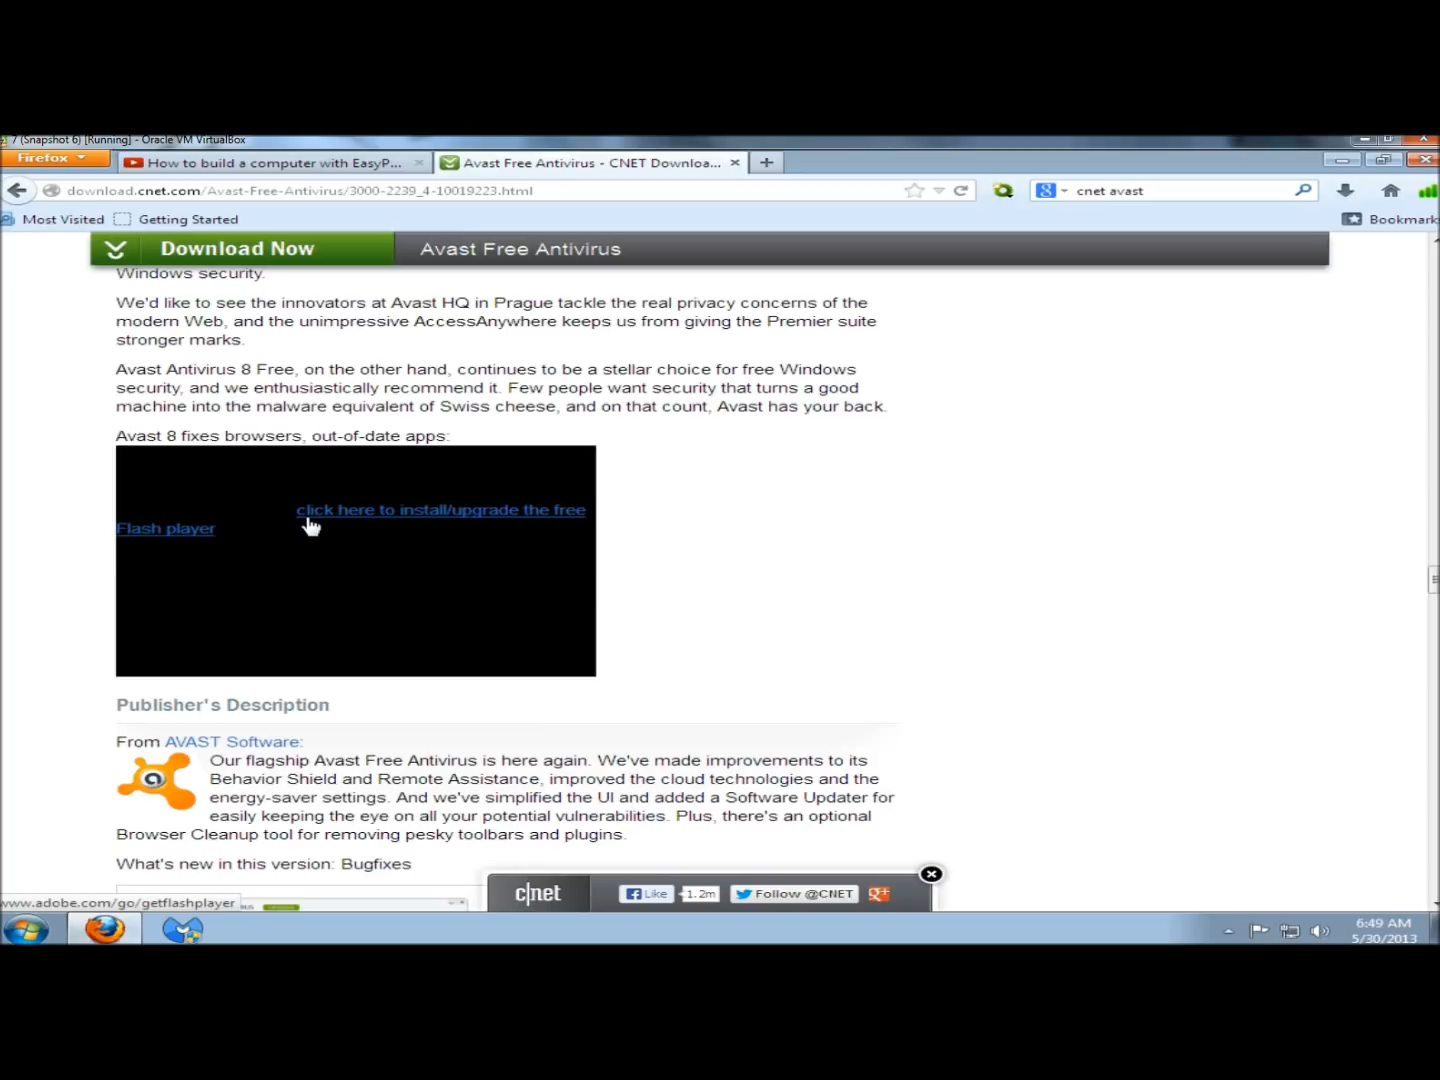 7 (Snapshot 6) [Running] - Oracle VM VirtualBox
Firefox
How to build a computer with EasyP...
Avast Free Antivirus - CNET Downloa...
download.cnet.com/Avast-Free-Antivirus/3000-2239_4-10019223.html
cnet avast
Most Visited
Getting Started
Bookmark
Download Now
Avast Free Antivirus
Windows security.
We'd like to see the innovators at Avast HQ in Prague tackle the real privacy concerns of the
modern Web, and the unimpressive AccessAnywhere keeps us from giving the Premier suite
stronger marks.
Avast Antivirus 8 Free, on the other hand, continues to be a stellar choice for free Windows
security, and we enthusiastically recommend it. Few people want security that turns a good
machine into the malware equivalent of Swiss cheese, and on that count, Avast has your back.
Avast 8 fixes browsers, out-of-date apps:
click here to install/upgrade the free
Flash player
Publisher's Description
From AVAST Software:
Our flagship Avast Free Antivirus is here again. We've made improvements to its
Behavior Shield and Remote Assistance, improved the cloud technologies and the
energy-saver settings. And we've simplified the UI and added a Software Updater for
easily keeping the eye on all your potential vulnerabilities. Plus, there's an optional
Browser Cleanup tool for removing pesky toolbars and plugins.
What's new in this version: Bugfixes
c|net
Like
1.2m
Follow @CNET
www.adobe.com/go/getflashplayer
6:49 AM
5/30/2013